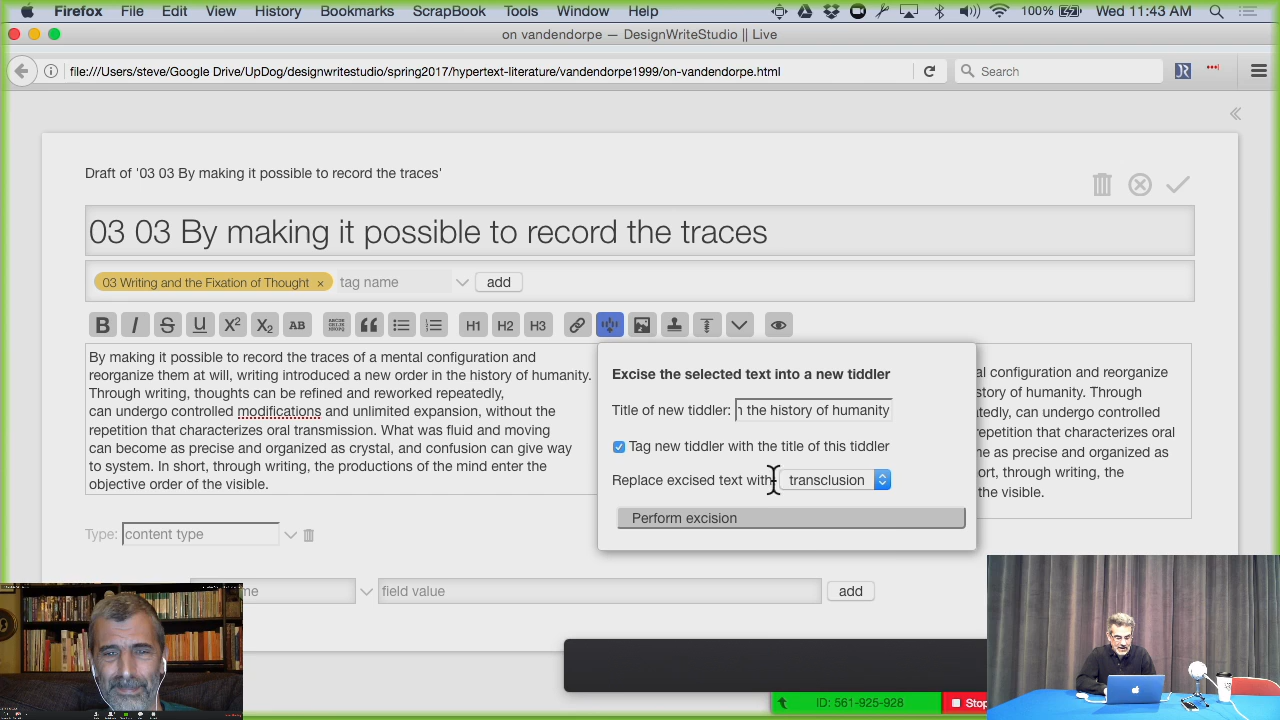 Firefox File Edit View History Bookmarks ScrapBook Tools Window Help 100% Wed 11:43 AM
on vandendorpe — DesignWriteStudio || Live
file:///Users/steve/Google Drive/UpDog/designwritestudio/spring2017/hypertext-literature/vandendorpe1999/on-vandendorpe.html
Search
Draft of '03 03 By making it possible to record the traces'
03 03 By making it possible to record the traces
03 Writing and the Fixation of Thought × tag name add
B I S U X² X₂ AB H1 H2 H3
By making it possible to record the traces of a mental configuration and
reorganize them at will, writing introduced a new order in the history of humanity.
Through writing, thoughts can be refined and reworked repeatedly,
can undergo controlled modifications and unlimited expansion, without the
repetition that characterizes oral transmission. What was fluid and moving
can become as precise and organized as crystal, and confusion can give way
to system. In short, through writing, the productions of the mind enter the
objective order of the visible.
Excise the selected text into a new tiddler
Title of new tiddler: n the history of humanity
Tag new tiddler with the title of this tiddler
Replace excised text with transclusion
Perform excision
al configuration and reorganize
story of humanity. Through
atedly, can undergo controlled
repetition that characterizes oral
ne as precise and organized as
ort, through writing, the
the visible.
Type: content type
me field value add
ID: 561-925-928 Stop